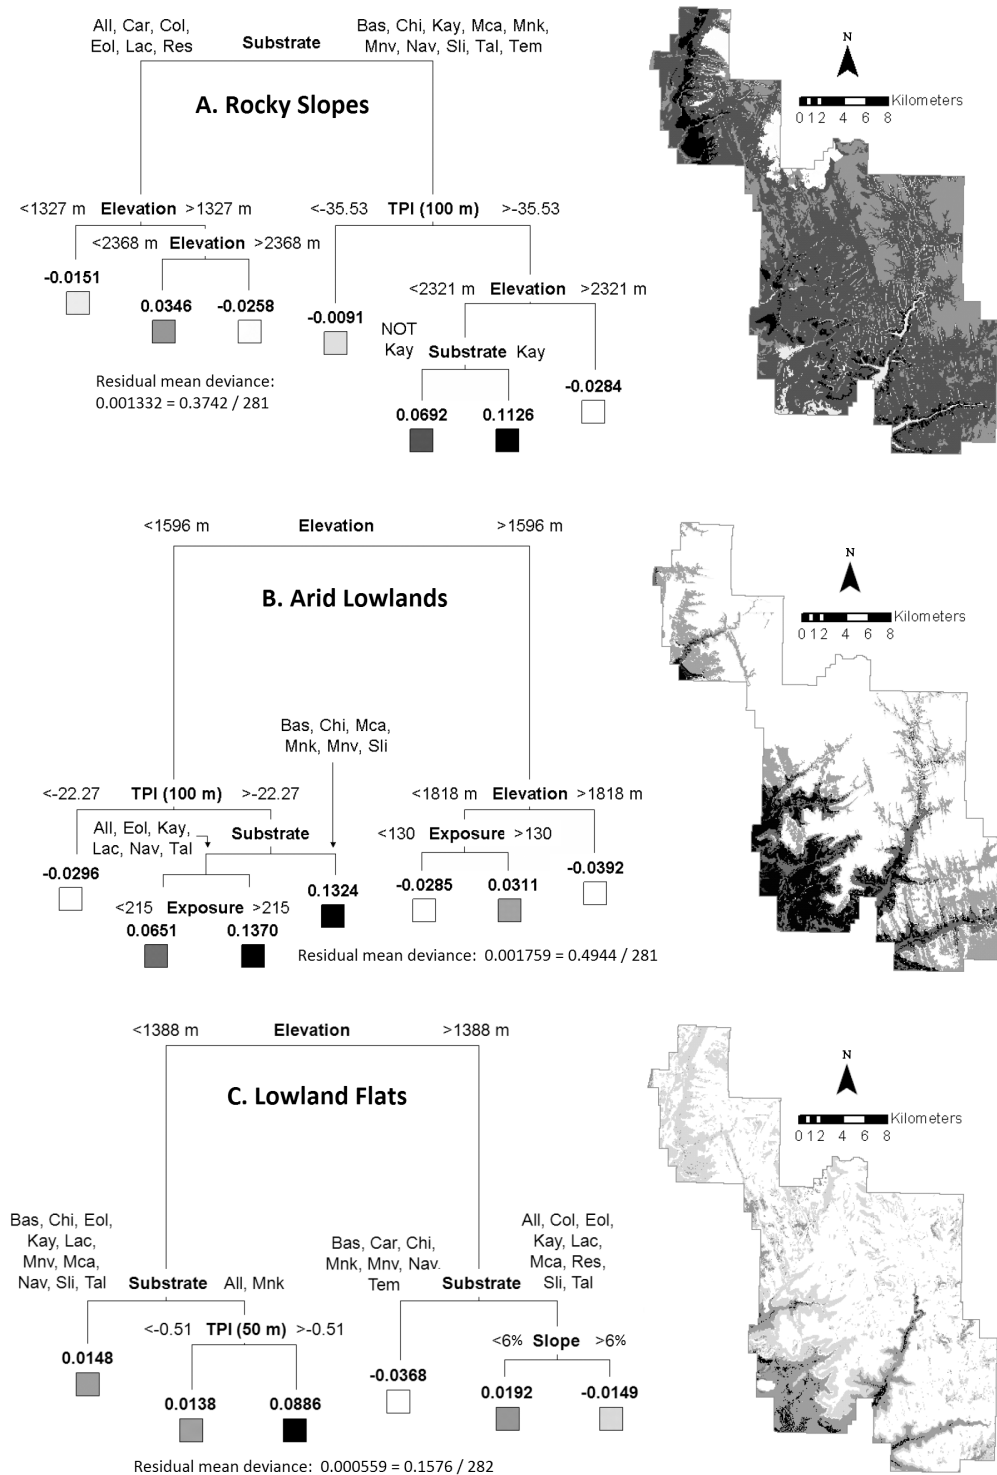 All, Car, Col,
Eol, Lac, Res
Substrate
Bas, Chi, Kay, Mca, Mnk,
Mnv, Nav, Sli, Tal, Tem
A. Rocky Slopes
<1327 m Elevation >1327 m
<-35.53 TPI (100 m) >-35.53
<2368 m Elevation >2368 m
-0.0151
0.0346
-0.0258
-0.0091
<2321 m Elevation >2321 m
NOT
Kay
Substrate Kay
Residual mean deviance:
0.001332 = 0.3742 / 281
-0.0284
0.0692
0.1126
N
Kilometers
0 1 2 4 6 8
<1596 m Elevation >1596 m
B. Arid Lowlands
Bas, Chi, Mca,
Mnk, Mnv, Sli
<-22.27 TPI (100 m) >-22.27
<1818 m Elevation >1818 m
All, Eol, Kay,
Lac, Nav, Tal
Substrate
<130 Exposure >130
-0.0296
0.1324
-0.0285
0.0311
-0.0392
<215 Exposure >215
0.0651
0.1370
Residual mean deviance: 0.001759 = 0.4944 / 281
N
Kilometers
0 1 2 4 6 8
<1388 m Elevation >1388 m
C. Lowland Flats
Bas, Chi, Eol,
Kay, Lac,
Mnv, Mca,
Nav, Sli, Tal
Substrate All, Mnk
Bas, Car, Chi,
Mnk, Mnv, Nav,
Tem
Substrate
All, Col, Eol,
Kay, Lac,
Mca, Res,
Sli, Tal
<-0.51 TPI (50 m) >-0.51
<6% Slope >6%
0.0148
0.0138
0.0886
-0.0368
0.0192
-0.0149
Residual mean deviance: 0.000559 = 0.1576 / 282
N
Kilometers
0 1 2 4 6 8